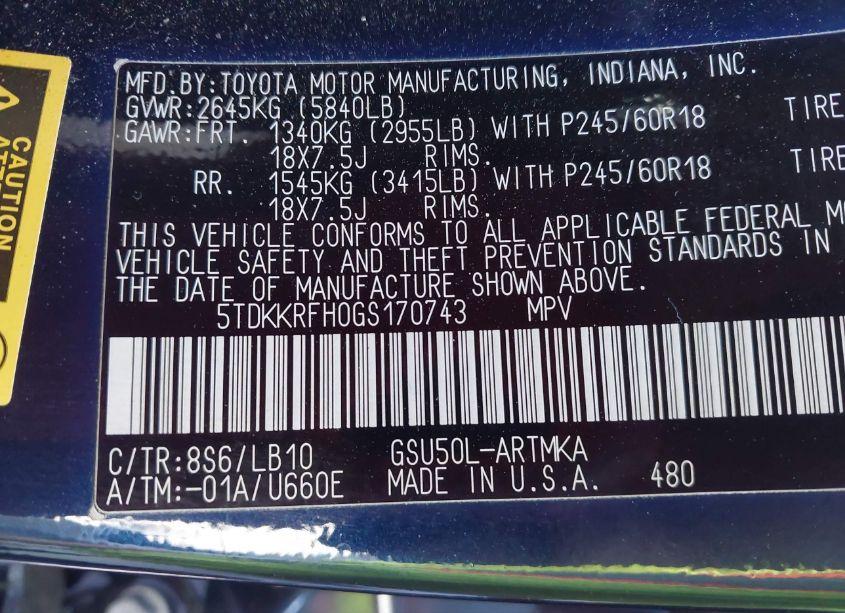 CAUTION
MFD.BY:TOYOTA MOTOR MANUFACTURING, INDIANA, INC.
GVWR:2645KG (5840LB)
GAWR:FRT. 1340KG (2955LB) WITH P245/60R18 TIRE
18X7.5J RIMS.
RR. 1545KG (3415LB) WITH P245/60R18 TIRE
18X7.5J RIMS.
THIS VEHICLE CONFORMS TO ALL APPLICABLE FEDERAL MO
VEHICLE SAFETY AND THEFT PREVENTION STANDARDS IN
THE DATE OF MANUFACTURE SHOWN ABOVE.
5TDKKRFH0GS170743 MPV
C/TR:8S6/LB10 GSU50L-ARTMKA
A/TM:-01A/U660E MADE IN U.S.A. 480